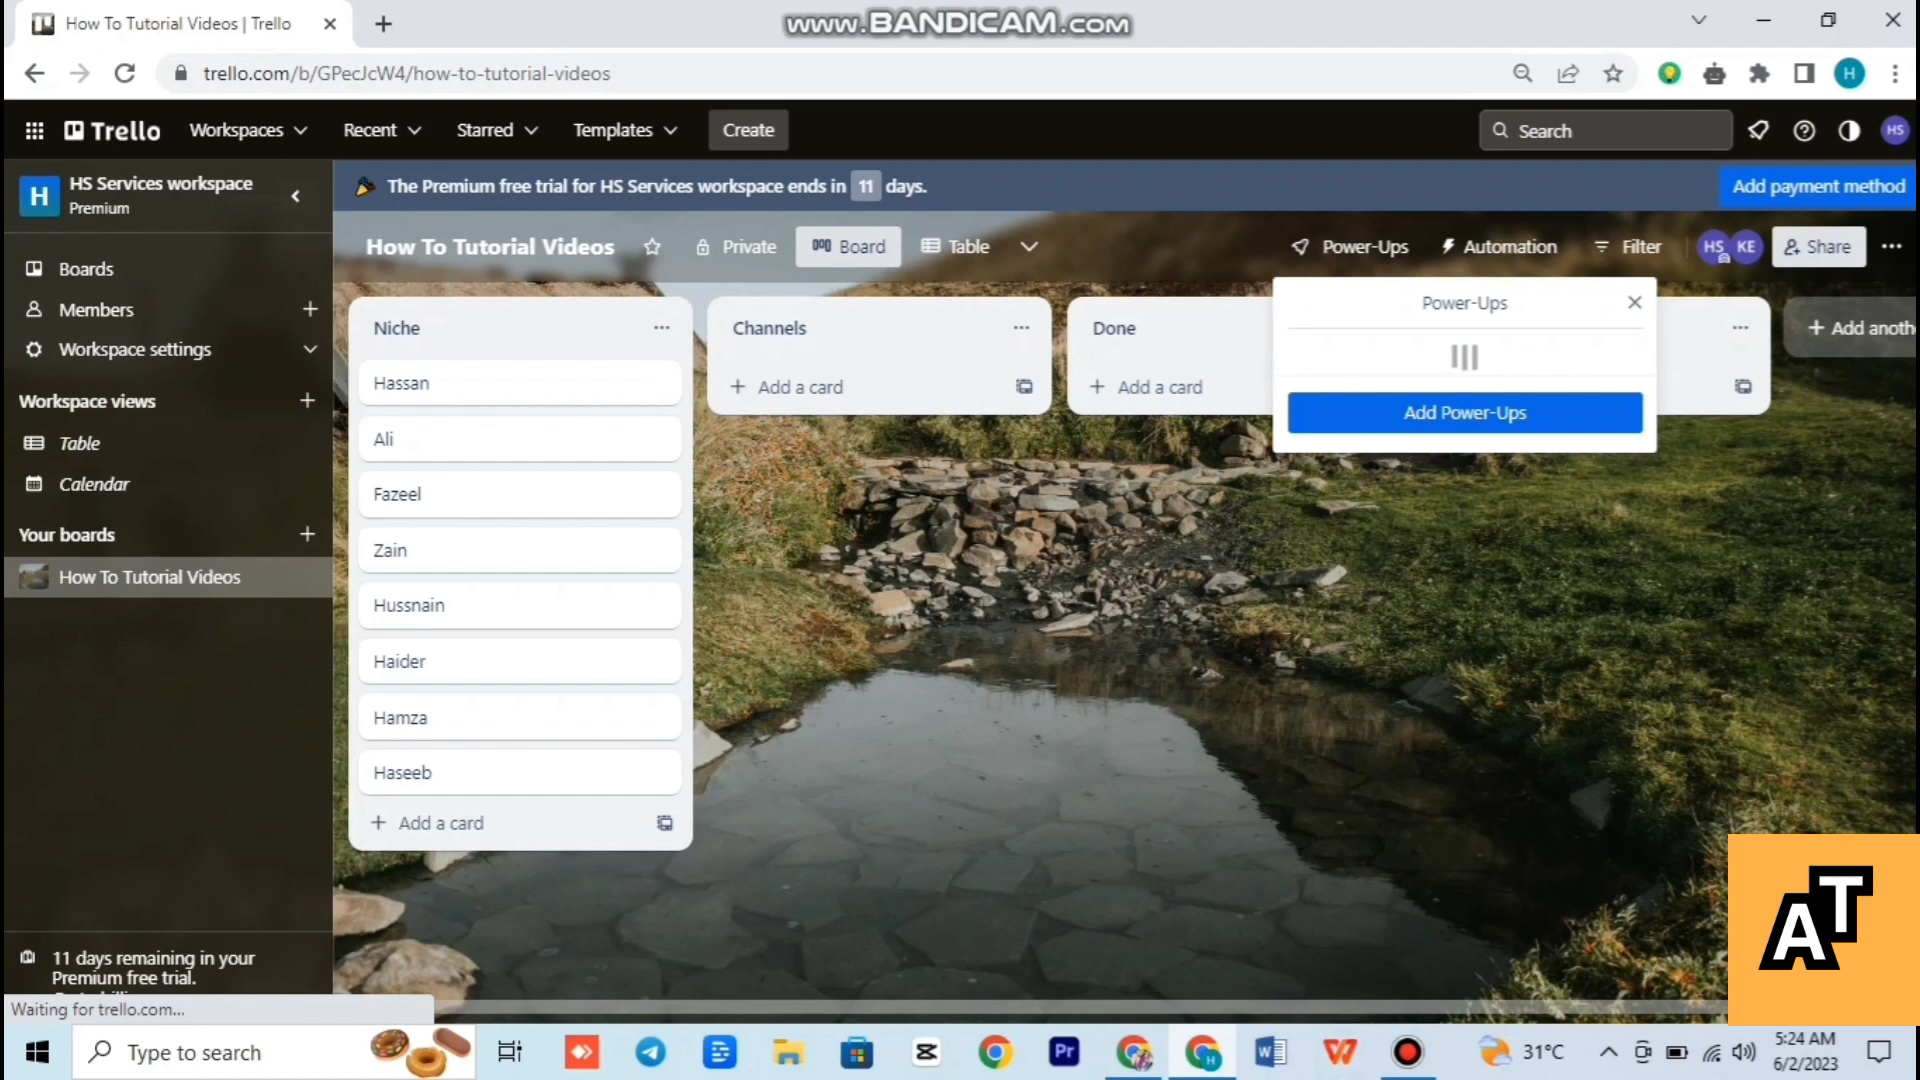 How To Tutorial Videos | Trello
www.BANDICAM.com
trello.com/b/GPecJcW4/how-to-tutorial-videos
H
Trello
Workspaces
Recent
Starred
Templates
Create
Search
HS
H
HS Services workspace
Premium
The Premium free trial for HS Services workspace ends in 11 days.
Add payment method
How To Tutorial Videos
Private
Board
Table
Power-Ups
Automation
Filter
HS
KE
Share
Boards
Members
Workspace settings
Workspace views
Table
Calendar
Your boards
How To Tutorial Videos
11 days remaining in your
Premium free trial.
Niche
Hassan
Ali
Fazeel
Zain
Hussnain
Haider
Hamza
Haseeb
+ Add a card
Channels
+ Add a card
Done
+ Add a card
Power-Ups
Add Power-Ups
+ Add anoth
AT
Waiting for trello.com...
Type to search
Pr
H
W
31°C
5:24 AM
6/2/2023